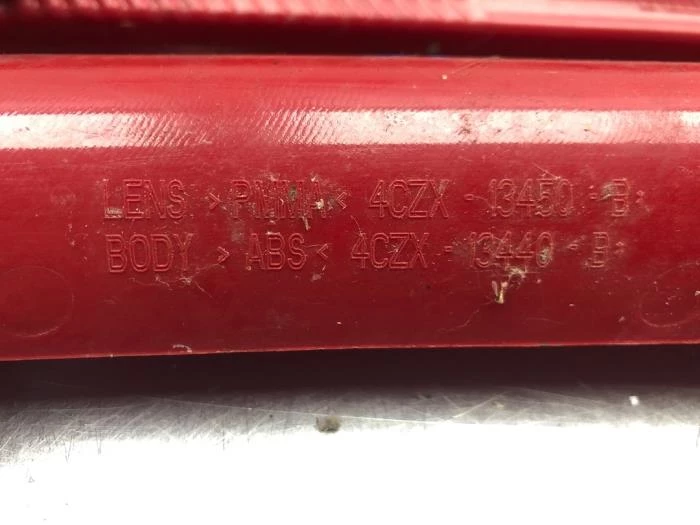 LENS >PMMA< 4CZX - 13450 - B
BODY >ABS< 4CZX - 13440 - B